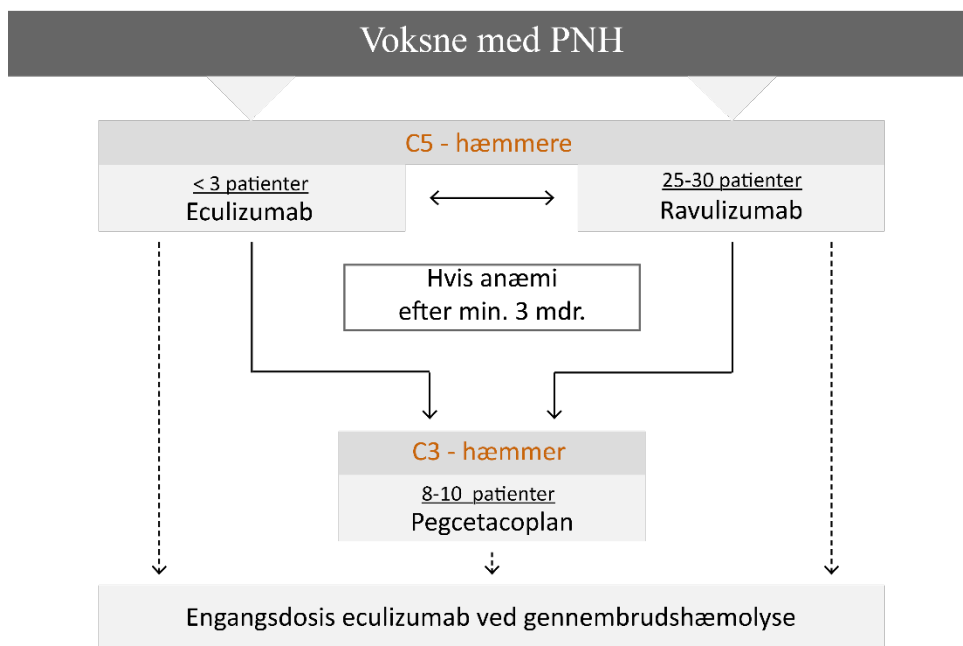 Voksne med PNH
C5 - hæmmere
< 3 patienter
Eculizumab
25-30 patienter
Ravulizumab
Hvis anæmi
efter min. 3 mdr.
C3 - hæmmer
8-10 patienter
Pegcetacoplan
Engangsdosis eculizumab ved gennembrudshæmolyse